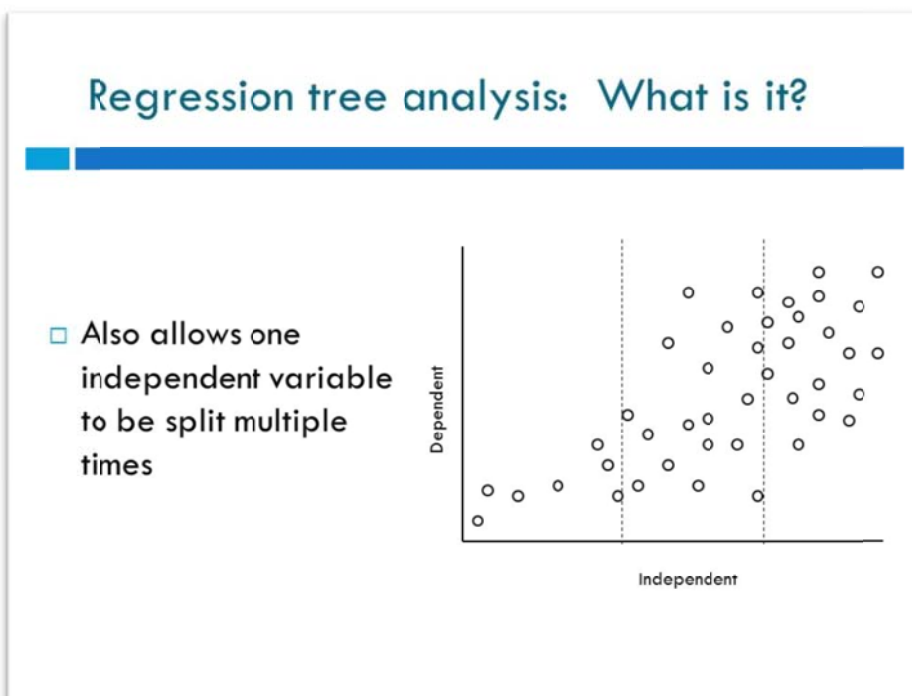 Regression tree analysis: What is it?
Also allows one
independent variable
to be split multiple
times
Dependent
Independent